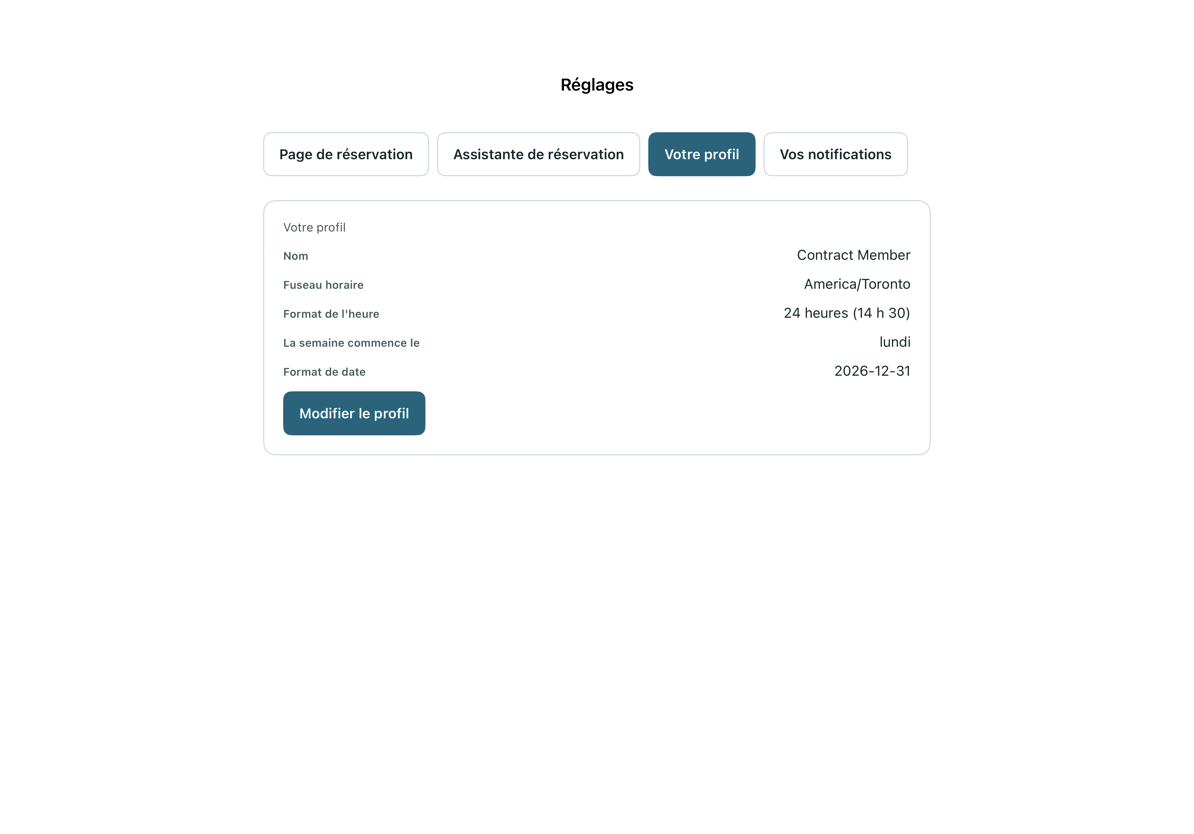 Réglages
Page de réservation
Assistante de réservation
Votre profil
Vos notifications
Votre profil
Nom Contract Member
Fuseau horaire America/Toronto
Format de l'heure 24 heures (14 h 30)
La semaine commence le lundi
Format de date 2026-12-31
Modifier le profil